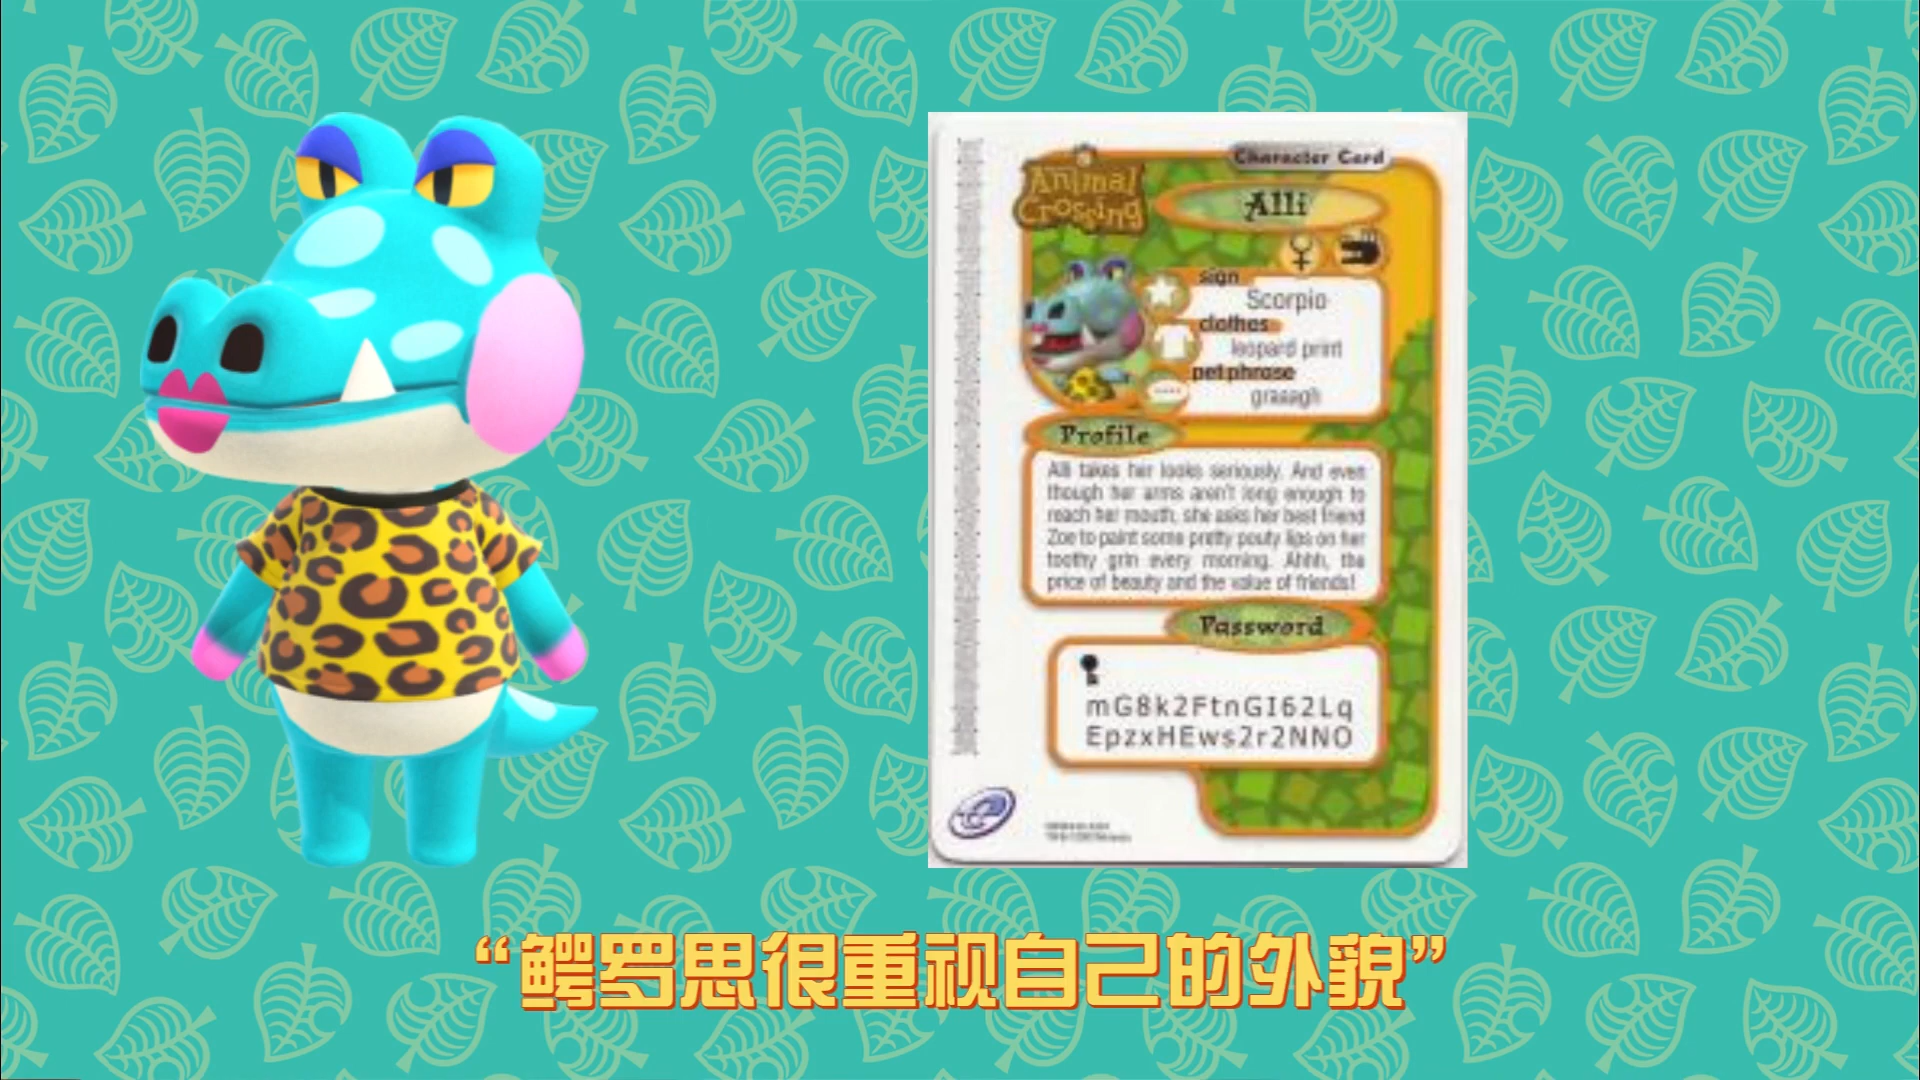 Character Card
Animal
Crossing
Alli
sign
Scorpio
clothes
leopard print
pet phrase
graaagh
Profile
Alli takes her looks seriously. And even
though her arms aren't long enough to
reach her mouth, she asks her best friend
Zoe to paint some pretty pouty lips on her
toothy grin every morning. Ahhh, the
price of beauty and the value of friends!
Password
mG8k2FtnGI62Lq
EpzxHEws2r2NNO
“鳄罗思很重视自己的外貌”